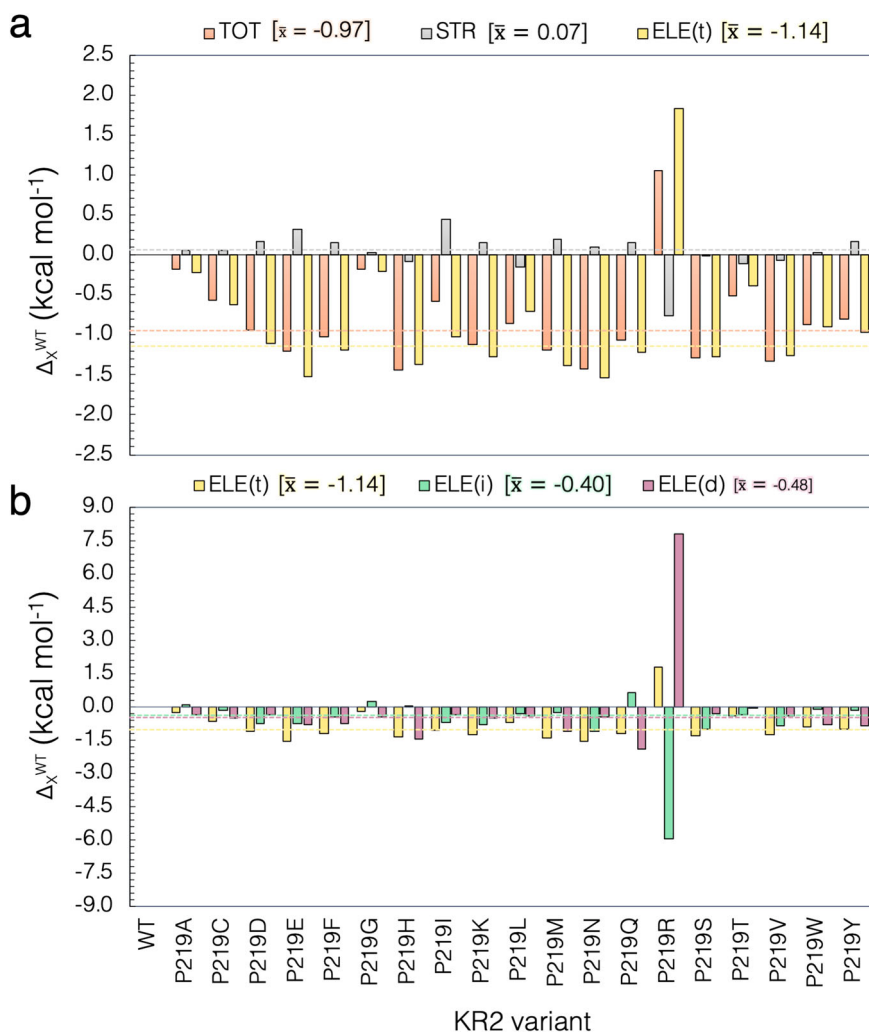 a
TOT [x̄ = -0.97] STR [x̄ = 0.07] ELE(t) [x̄ = -1.14]
2.5
2.0
1.5
1.0
0.5
0.0
-0.5
-1.0
-1.5
-2.0
-2.5
Δ_X^WT (kcal mol⁻¹)
b
ELE(t) [x̄ = -1.14] ELE(i) [x̄ = -0.40] ELE(d) [x̄ = -0.48]
9.0
7.5
6.0
4.5
3.0
1.5
0.0
-1.5
-3.0
-4.5
-6.0
-7.5
-9.0
Δ_X^WT (kcal mol⁻¹)
WT
P219A
P219C
P219D
P219E
P219F
P219G
P219H
P219I
P219K
P219L
P219M
P219N
P219Q
P219R
P219S
P219T
P219V
P219W
P219Y
KR2 variant